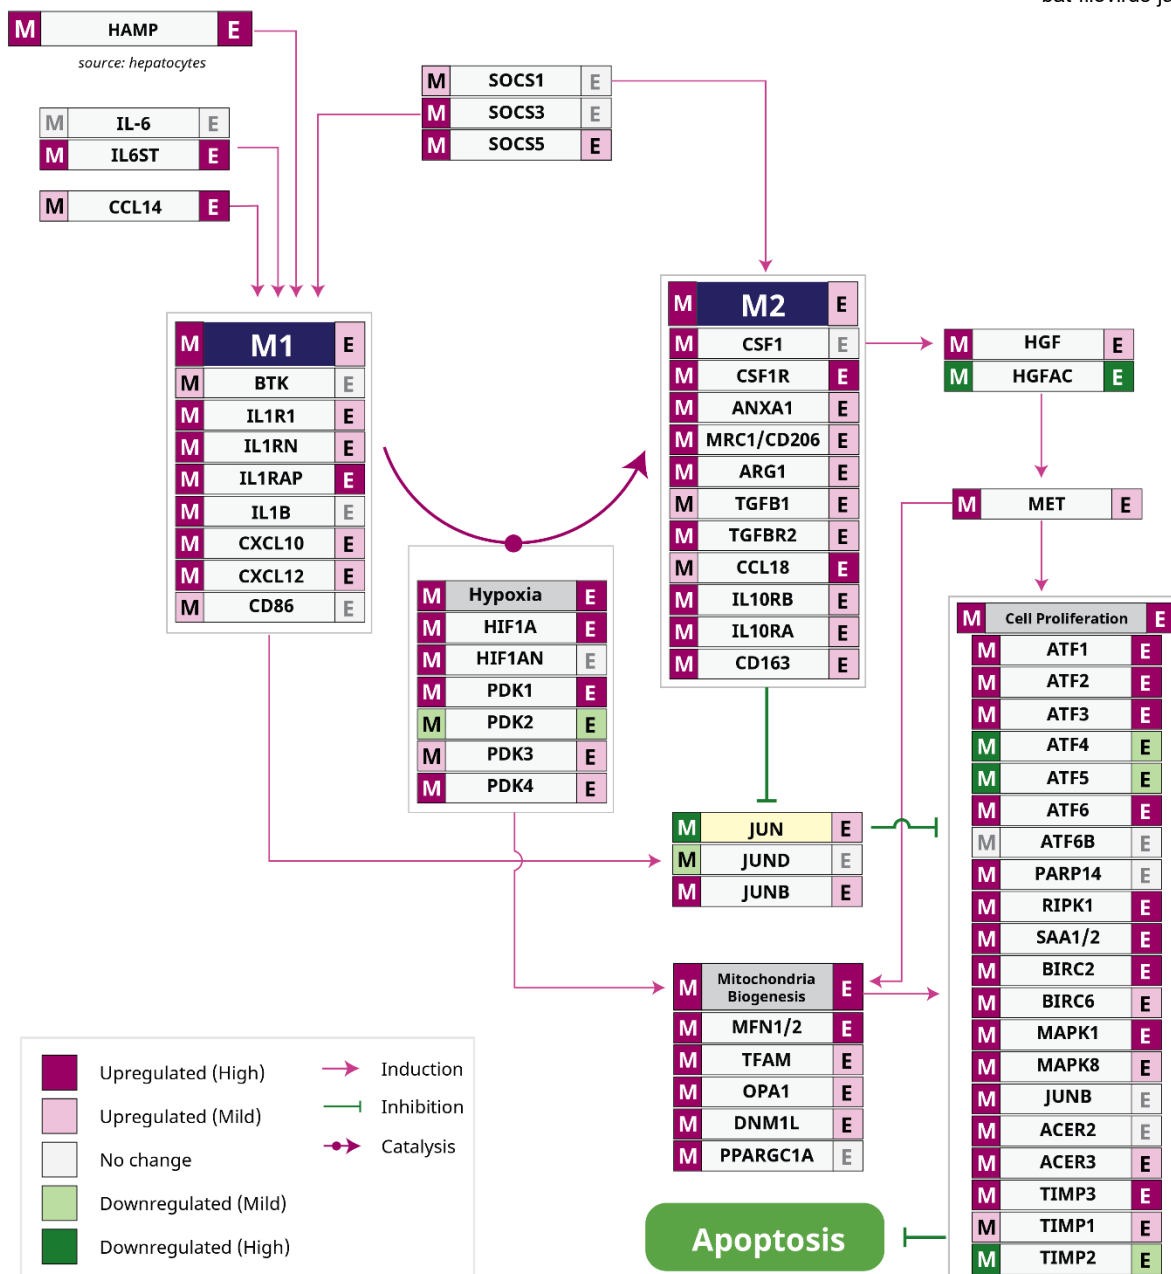 M HAMP E
source: hepatocytes
M IL-6 E
M IL6ST E
M CCL14 E
M SOCS1 E
M SOCS3 E
M SOCS5 E
M M1 E
M BTK E
M IL1R1 E
M IL1RN E
M IL1RAP E
M IL1B E
M CXCL10 E
M CXCL12 E
M CD86 E
M Hypoxia E
M HIF1A E
M HIF1AN E
M PDK1 E
M PDK2 E
M PDK3 E
M PDK4 E
M M2 E
M CSF1 E
M CSF1R E
M ANXA1 E
M MRC1/CD206 E
M ARG1 E
M TGFB1 E
M TGFBR2 E
M CCL18 E
M IL10RB E
M IL10RA E
M CD163 E
M HGF E
M HGFAC E
M MET E
M JUN E
M JUND E
M JUNB E
M Mitochondria E
Biogenesis
M MFN1/2 E
M TFAM E
M OPA1 E
M DNM1L E
M PPARGC1A E
M Cell Proliferation E
M ATF1 E
M ATF2 E
M ATF3 E
M ATF4 E
M ATF5 E
M ATF6 E
M ATF6B E
M PARP14 E
M RIPK1 E
M SAA1/2 E
M BIRC2 E
M BIRC6 E
M MAPK1 E
M MAPK8 E
M JUNB E
M ACER2 E
M ACER3 E
M TIMP3 E
M TIMP1 E
M TIMP2 E
Apoptosis
Upregulated (High)
Upregulated (Mild)
No change
Downregulated (Mild)
Downregulated (High)
Induction
Inhibition
Catalysis